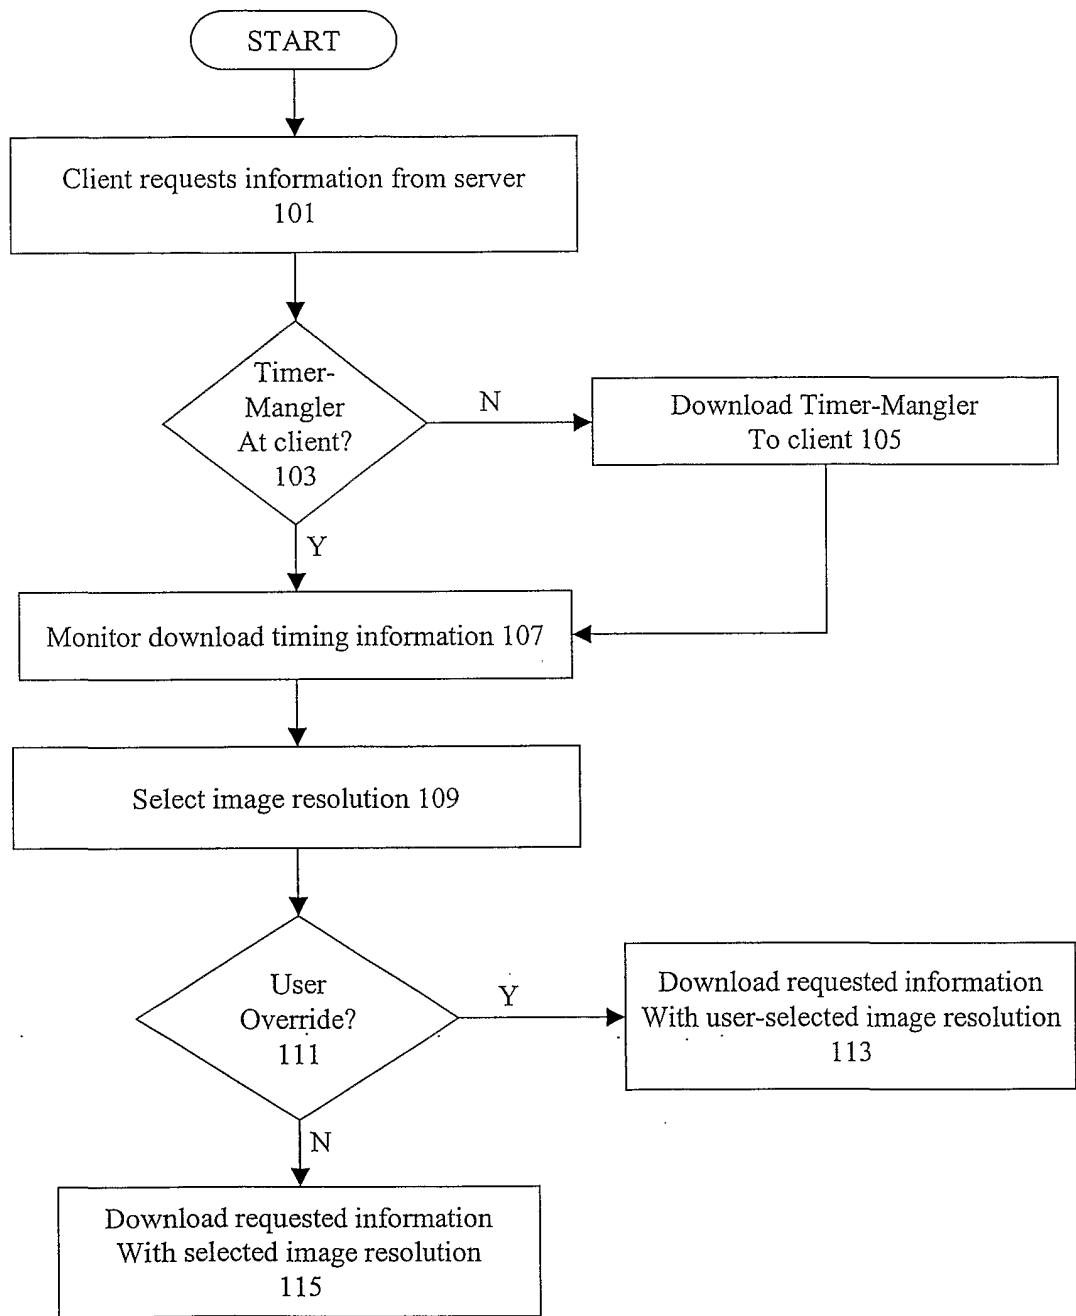 START
Client requests information from server
101
Timer-
Mangler
At client?
103
N
Download Timer-Mangler
To client 105
Y
Monitor download timing information 107
Select image resolution 109
User
Override?
111
Y
Download requested information
With user-selected image resolution
113
N
Download requested information
With selected image resolution
115